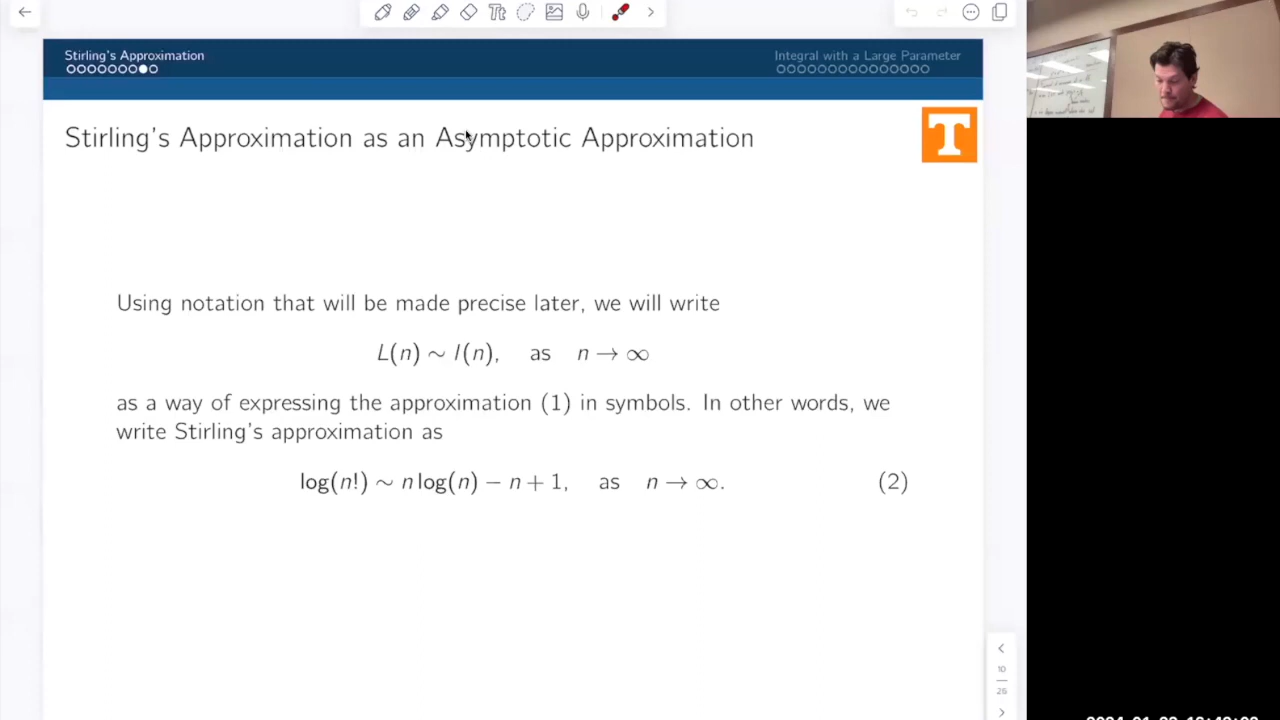 Stirling's Approximation
Integral with a Large Parameter
Stirling's Approximation as an Asymptotic Approximation
T
Using notation that will be made precise later, we will write
L(n) ∼ I(n), as n → ∞
as a way of expressing the approximation (1) in symbols. In other words, we
write Stirling's approximation as
log(n!) ∼ n log(n) − n + 1, as n → ∞. (2)
10
26